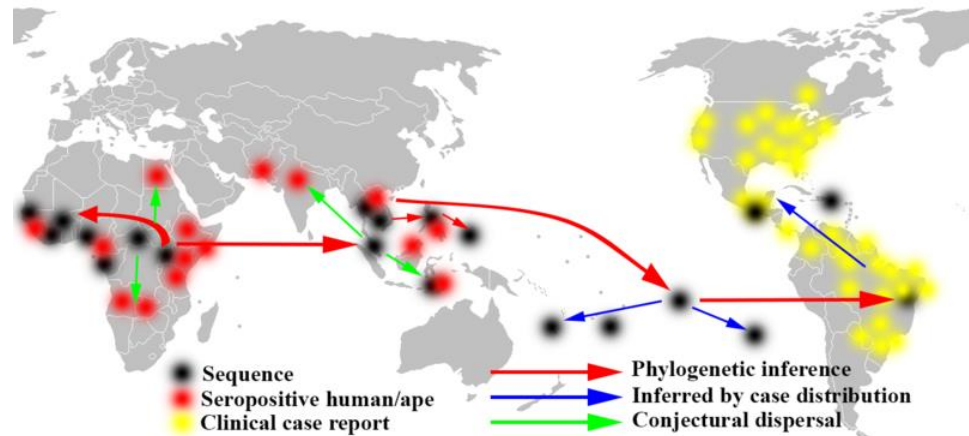 Sequence
Seropositive human/ape
Clinical case report
Phylogenetic inference
Inferred by case distribution
Conjectural dispersal